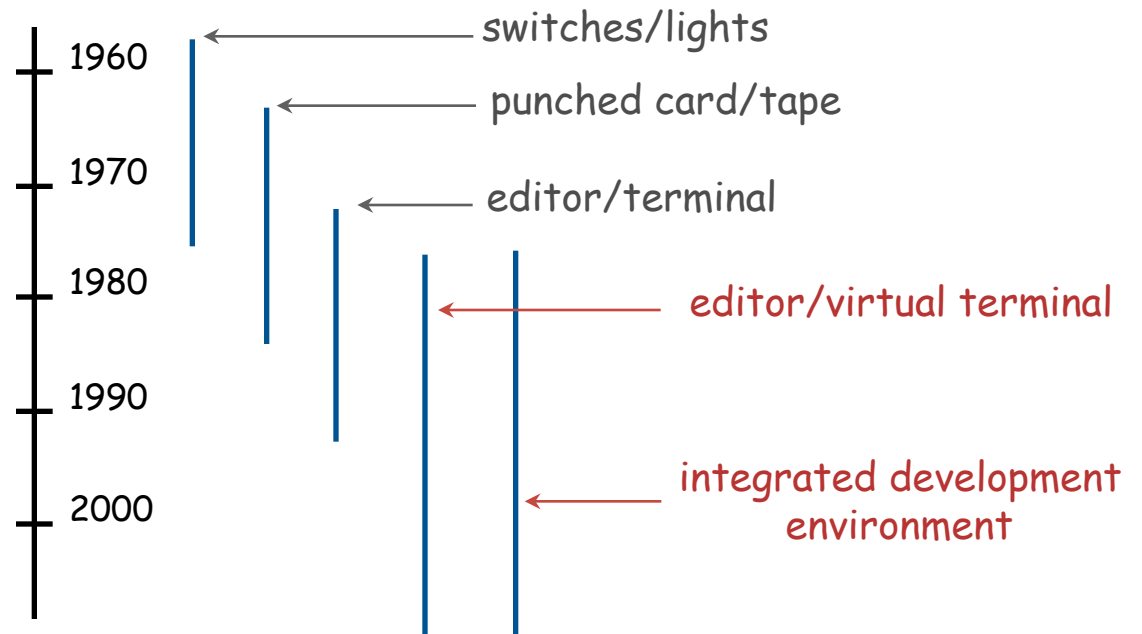 switches/lights
1960
punched card/tape
1970
editor/terminal
1980
editor/virtual terminal
1990
integrated development
environment
2000